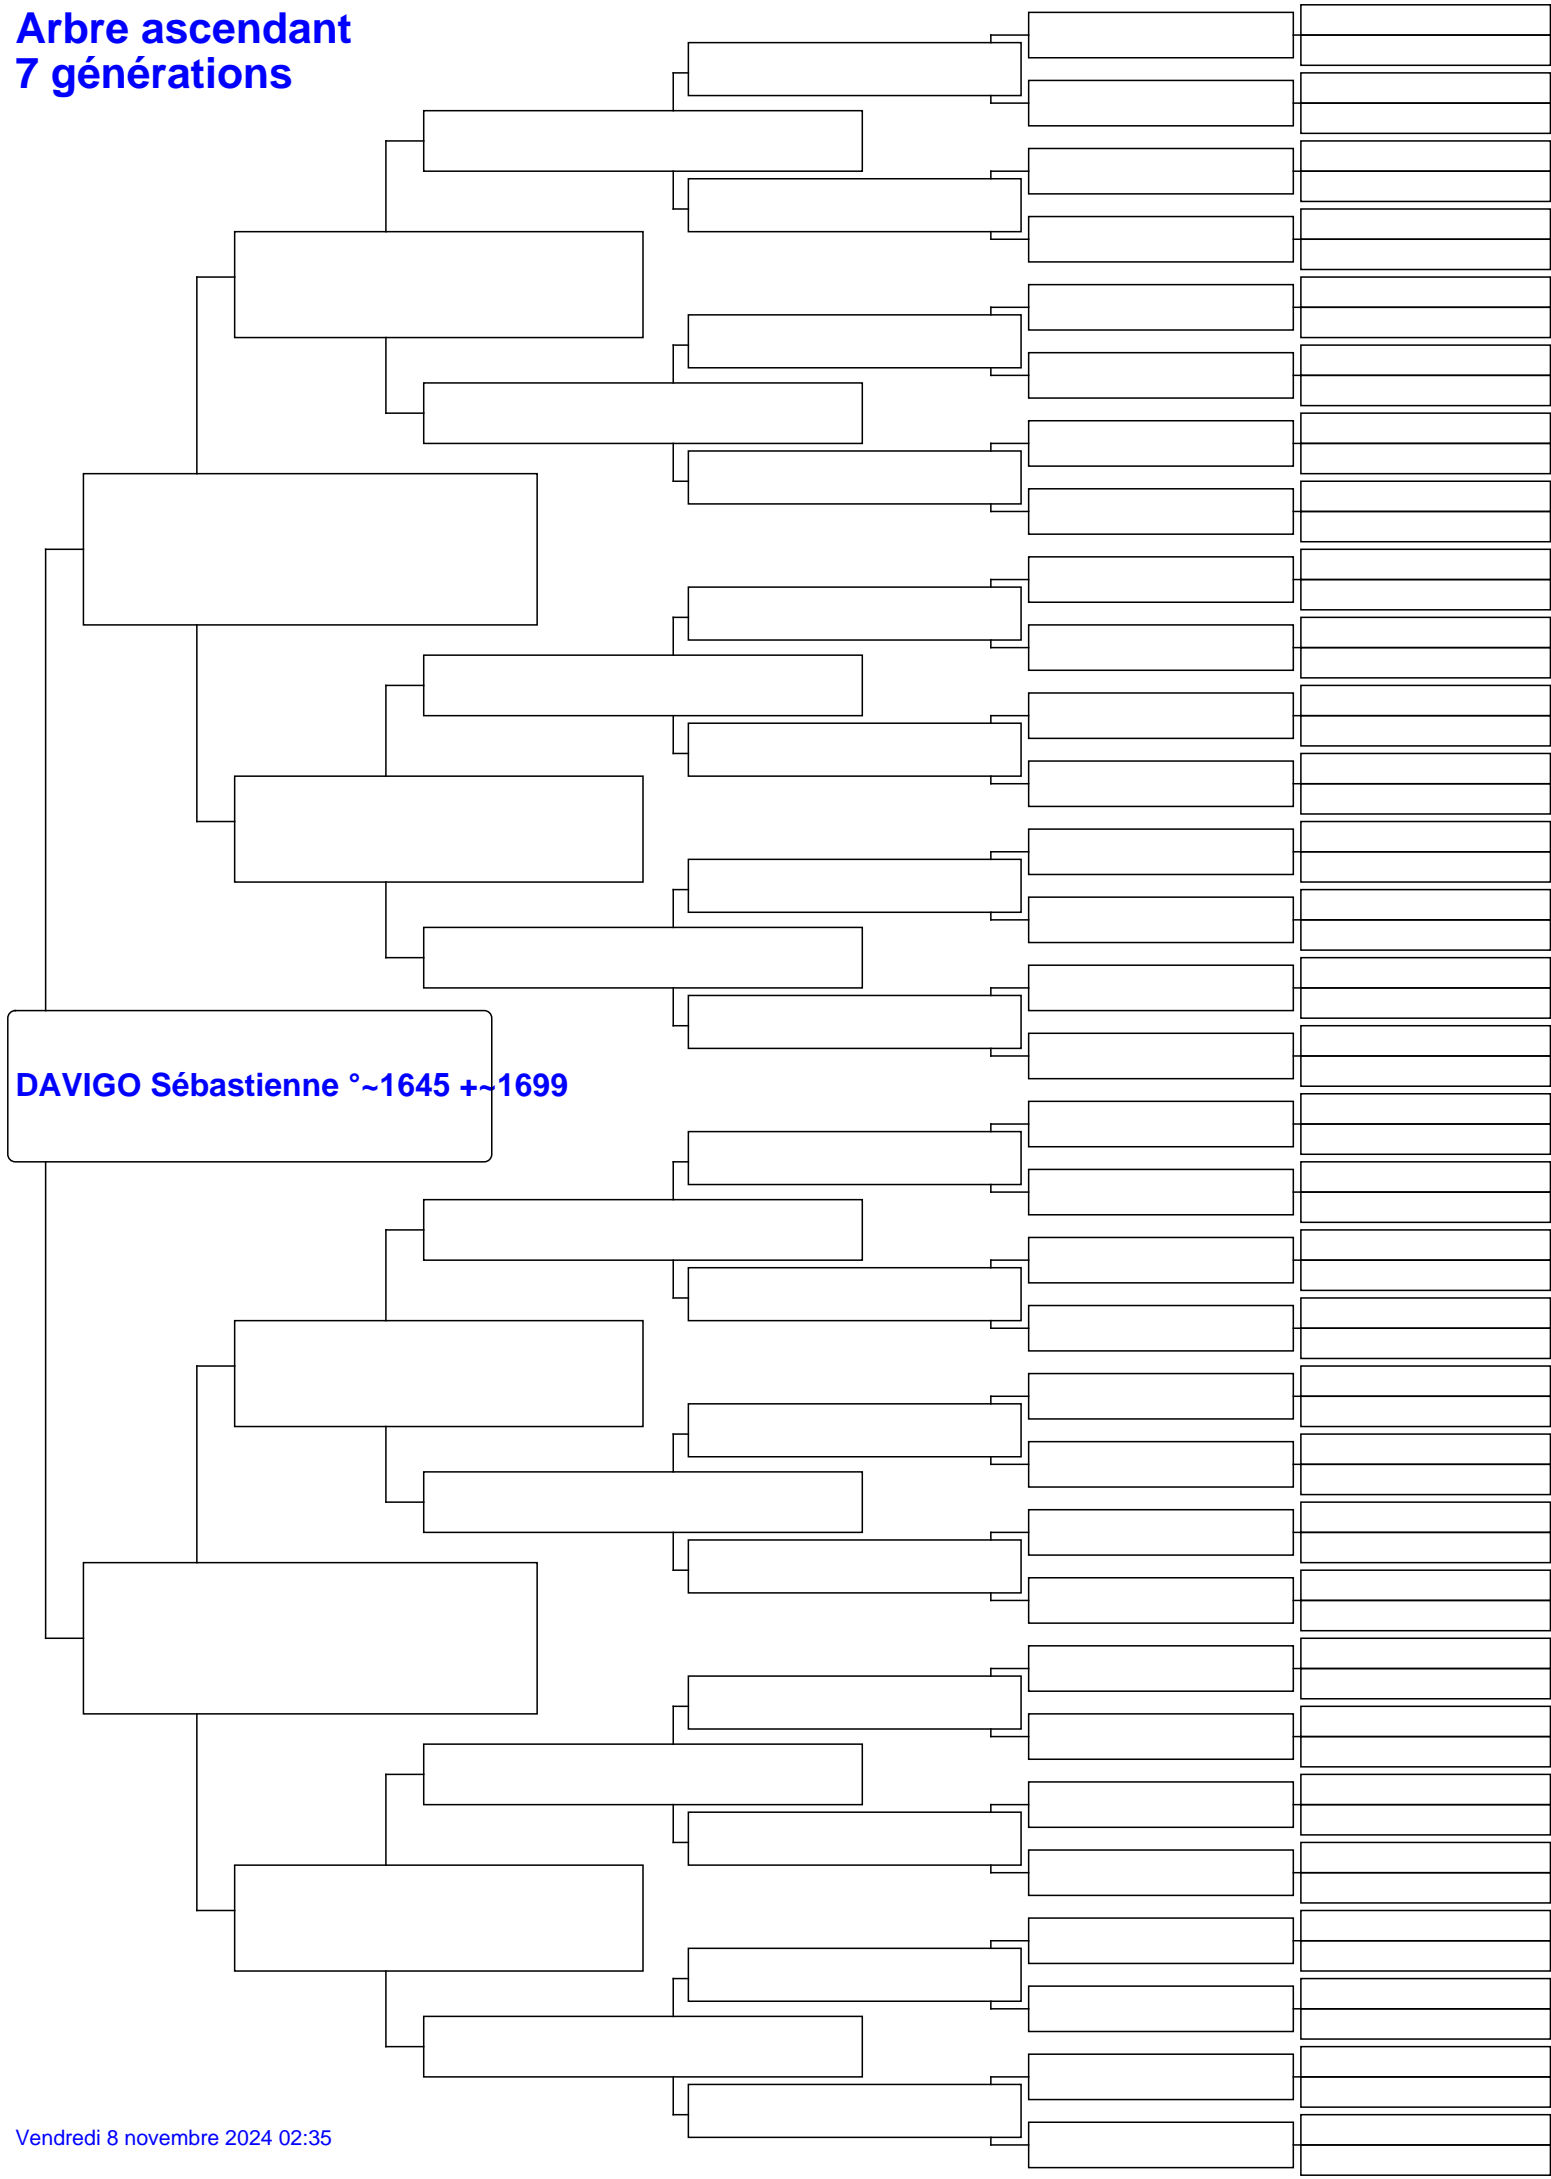 Arbre ascendant
7 générations
DAVIGO Sébastienne °~1645 +~1699
Vendredi 8 novembre 2024 02:35